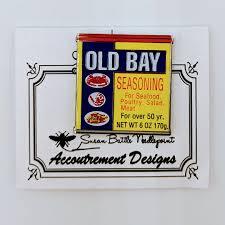 OLD BAY
SEASONING
For Seafood,
Poultry, Salad,
Meat
For over 50 yr.
NET WT 6 OZ 170g
Susan Battle Needlepoint
Accoutrement Designs